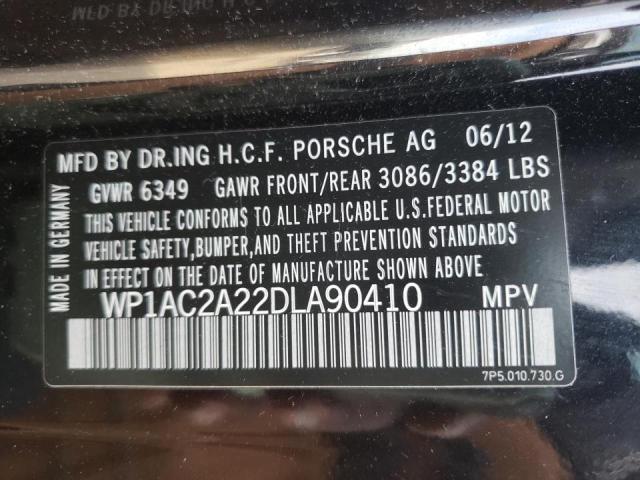 MFD BY DR.ING H.C.F. PORSCHE AG 06/12
GVWR 6349 GAWR FRONT/REAR 3086/3384 LBS
THIS VEHICLE CONFORMS TO ALL APPLICABLE U.S.FEDERAL MOTOR
VEHICLE SAFETY,BUMPER,AND THEFT PREVENTION STANDARDS
IN EFFECT ON THE DATE OF MANUFACTURE SHOWN ABOVE
WP1AC2A22DLA90410 MPV
7P5.010.730.G
MADE IN GERMANY